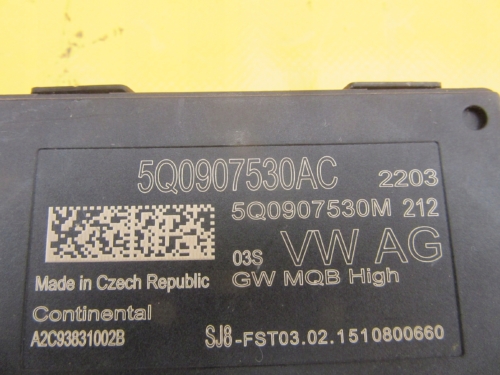 5Q0907530AC 2203
5Q0907530M 212
03S VW AG
Made in Czech Republic GW MQB High
Continental
A2C93831002B SJ8-FST03.02.1510800660